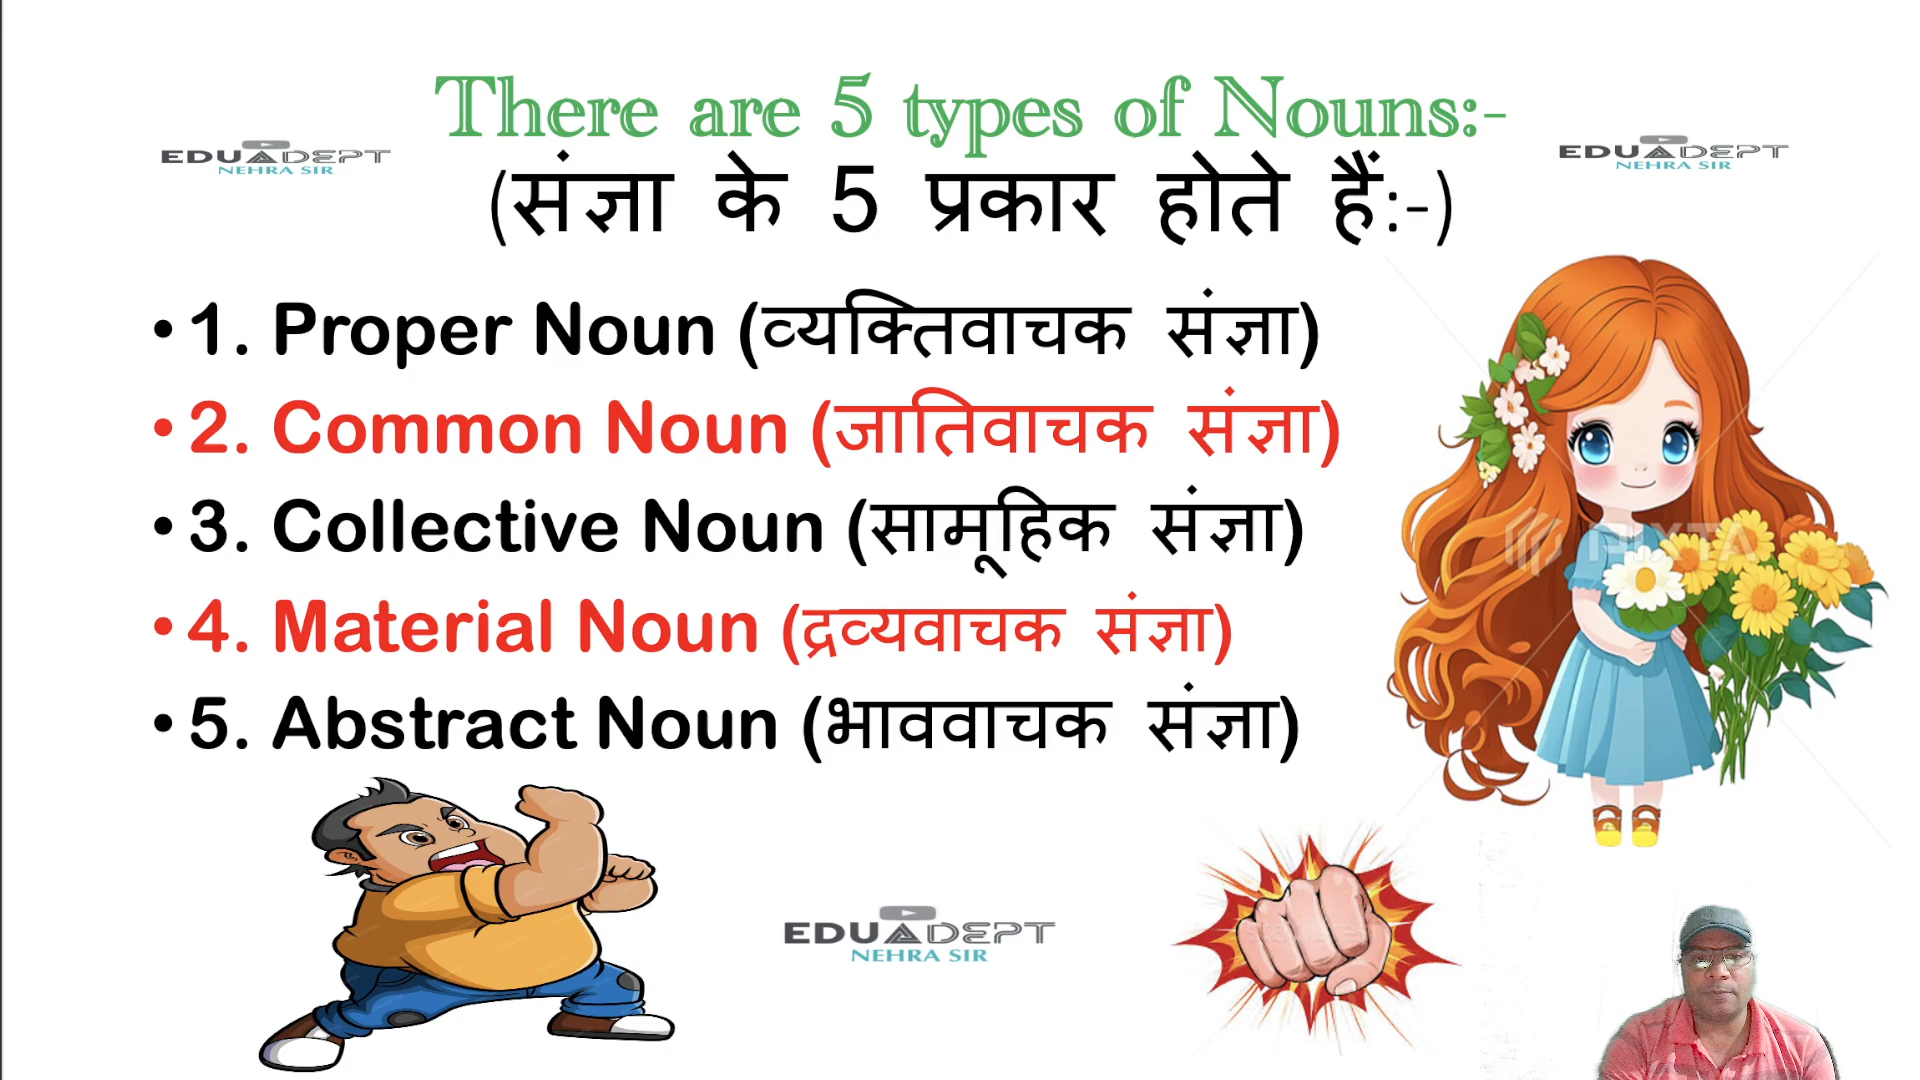 There are 5 types of Nouns:-
EDUADEPT
NEHRA SIR
EDUADEPT
NEHRA SIR
(संज्ञा के 5 प्रकार होते हैं:-)
• 1. Proper Noun (व्यक्तिवाचक संज्ञा)
• 2. Common Noun (जातिवाचक संज्ञा)
• 3. Collective Noun (सामूहिक संज्ञा)
PIXTA
• 4. Material Noun (द्रव्यवाचक संज्ञा)
• 5. Abstract Noun (भाववाचक संज्ञा)
EDUADEPT
NEHRA SIR